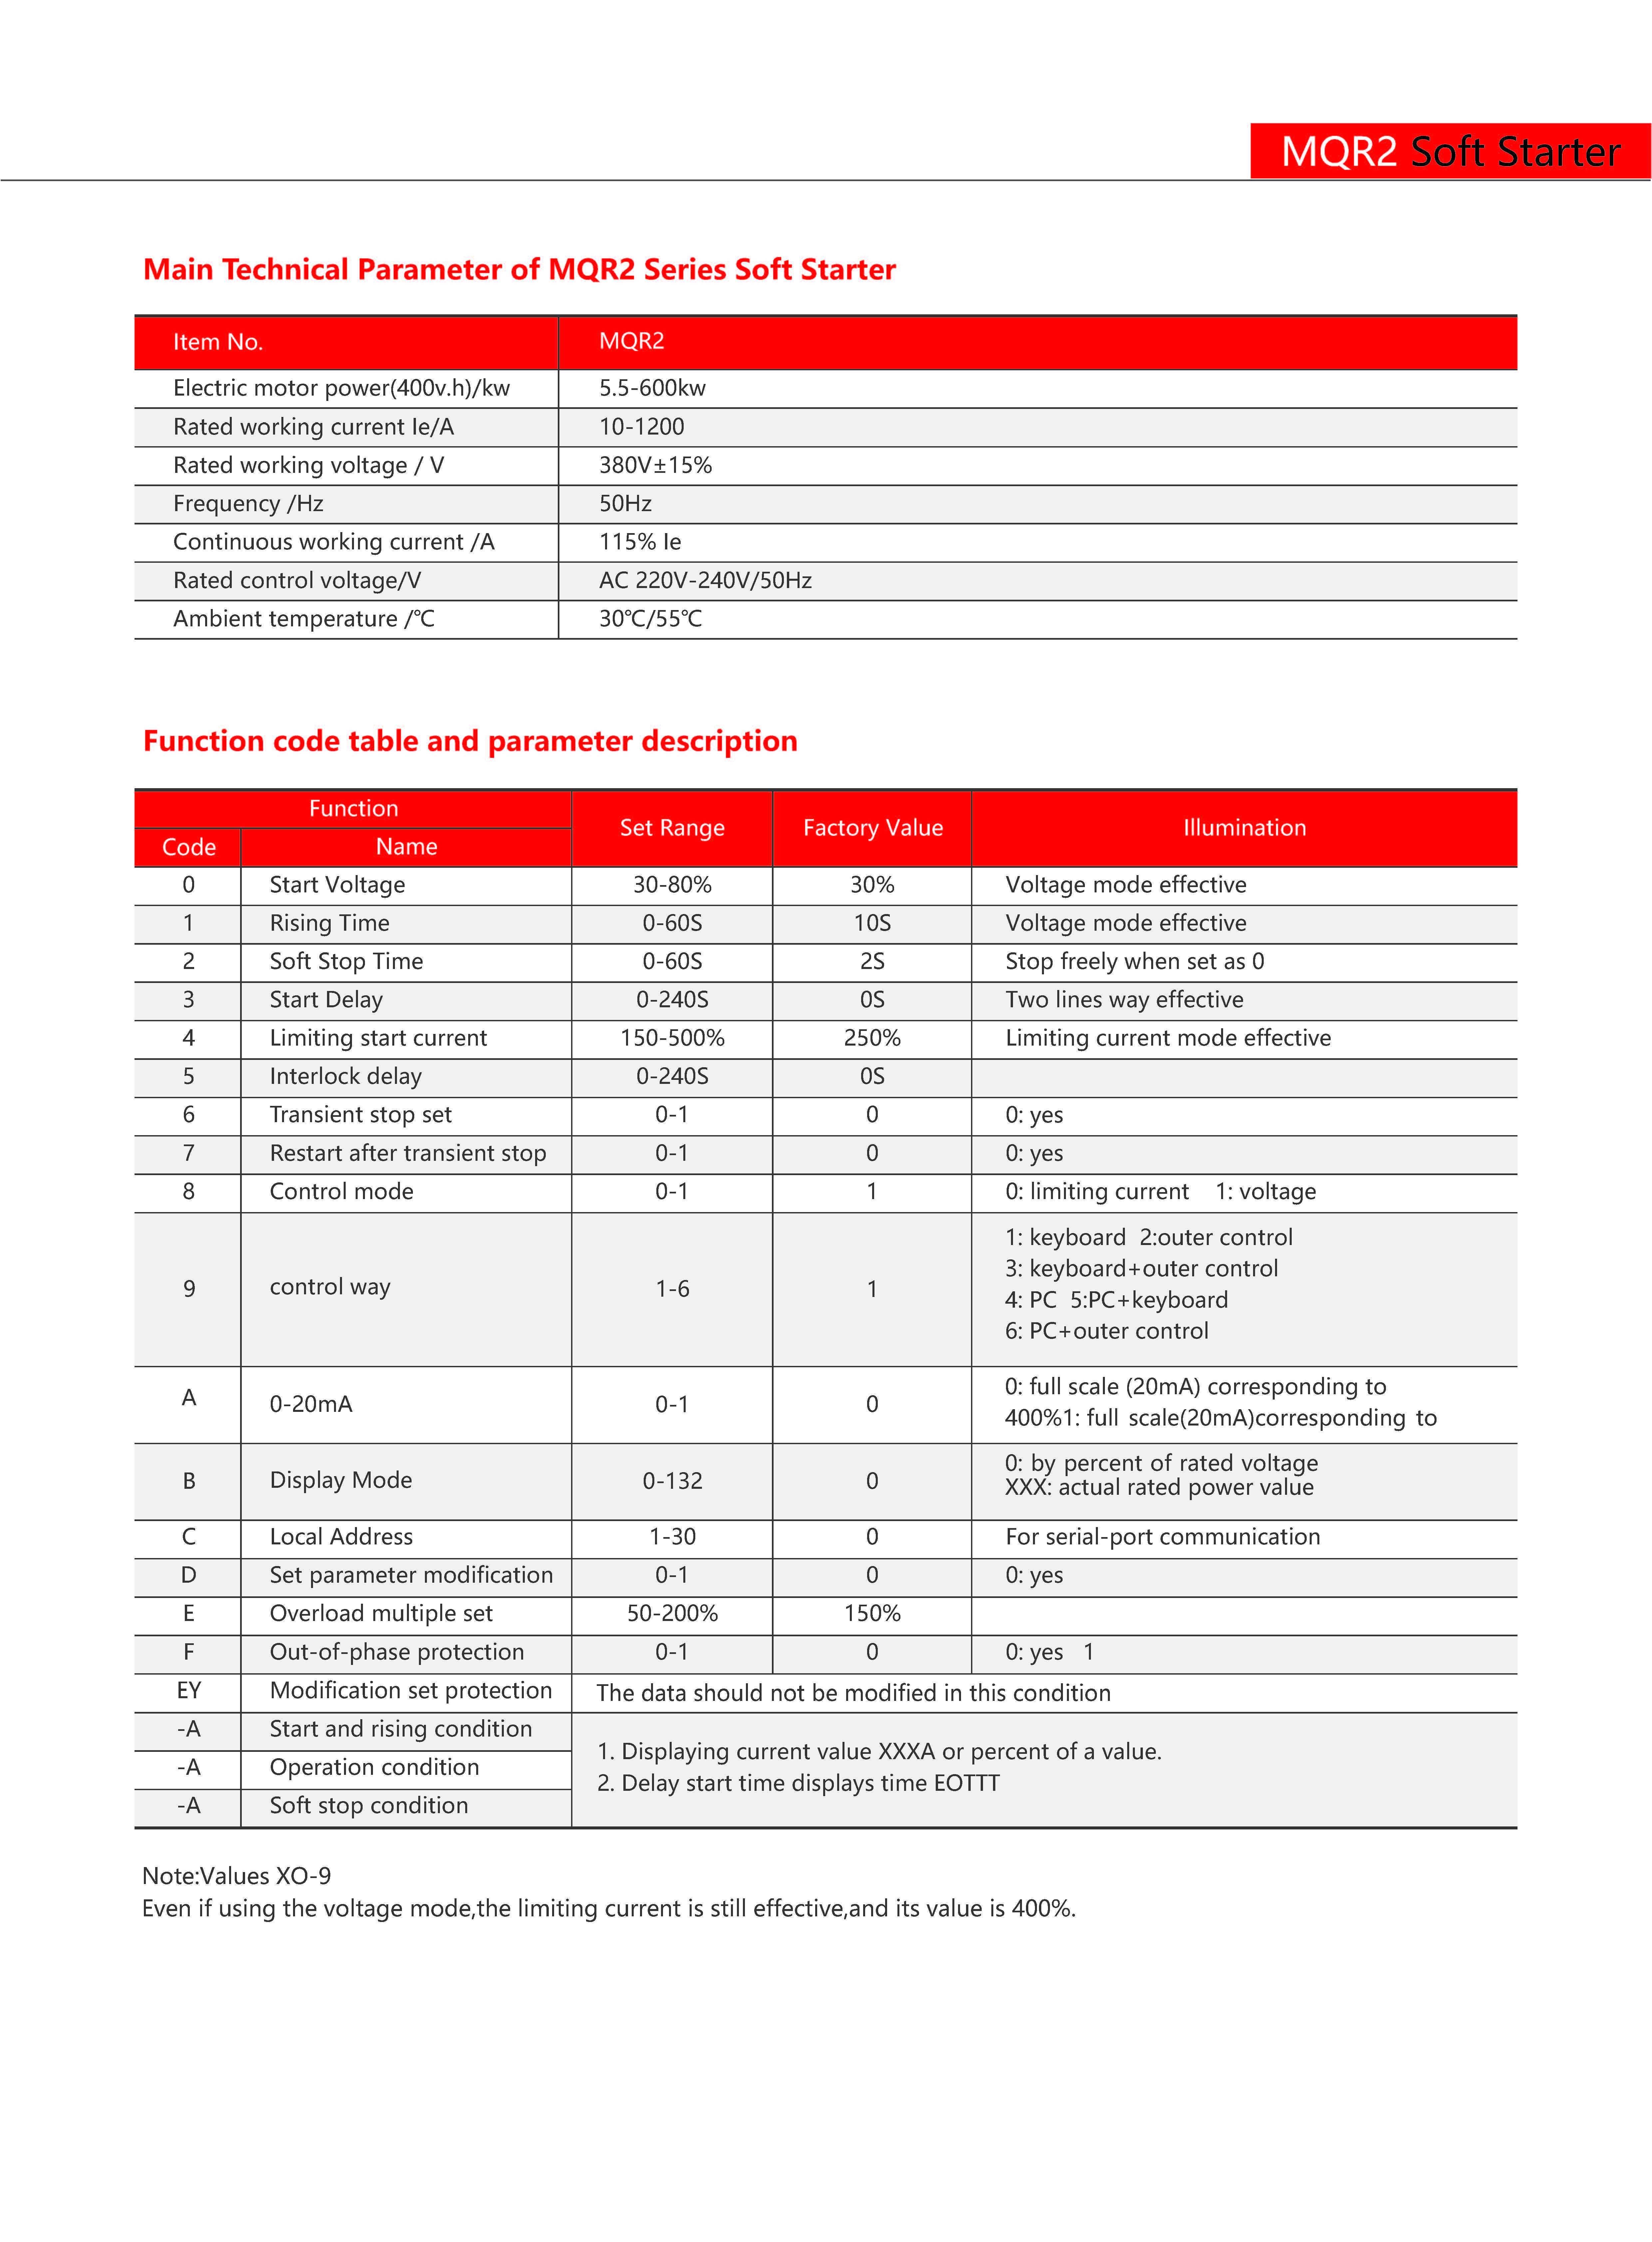 MQR2 Soft Starter
Main Technical Parameter of MQR2 Series Soft Starter
Item No. MQR2
Electric motor power(400v.h)/kw 5.5-600kw
Rated working current Ie/A 10-1200
Rated working voltage / V 380V±15%
Frequency /Hz 50Hz
Continuous working current /A 115% Ie
Rated control voltage/V AC 220V-240V/50Hz
Ambient temperature /℃ 30℃/55℃
Function code table and parameter description
Function Set Range Factory Value Illumination
Code Name
0 Start Voltage 30-80% 30% Voltage mode effective
1 Rising Time 0-60S 10S Voltage mode effective
2 Soft Stop Time 0-60S 2S Stop freely when set as 0
3 Start Delay 0-240S 0S Two lines way effective
4 Limiting start current 150-500% 250% Limiting current mode effective
5 Interlock delay 0-240S 0S
6 Transient stop set 0-1 0 0: yes
7 Restart after transient stop 0-1 0 0: yes
8 Control mode 0-1 1 0: limiting current 1: voltage
9 control way 1-6 1 1: keyboard 2:outer control
3: keyboard+outer control
4: PC 5:PC+keyboard
6: PC+outer control
A 0-20mA 0-1 0 0: full scale (20mA) corresponding to
400%1: full scale(20mA)corresponding to
B Display Mode 0-132 0 0: by percent of rated voltage
XXX: actual rated power value
C Local Address 1-30 0 For serial-port communication
D Set parameter modification 0-1 0 0: yes
E Overload multiple set 50-200% 150%
F Out-of-phase protection 0-1 0 0: yes 1
EY Modification set protection The data should not be modified in this condition
-A Start and rising condition
1. Displaying current value XXXA or percent of a value.
-A Operation condition
2. Delay start time displays time EOTTT
-A Soft stop condition
Note:Values XO-9
Even if using the voltage mode,the limiting current is still effective,and its value is 400%.